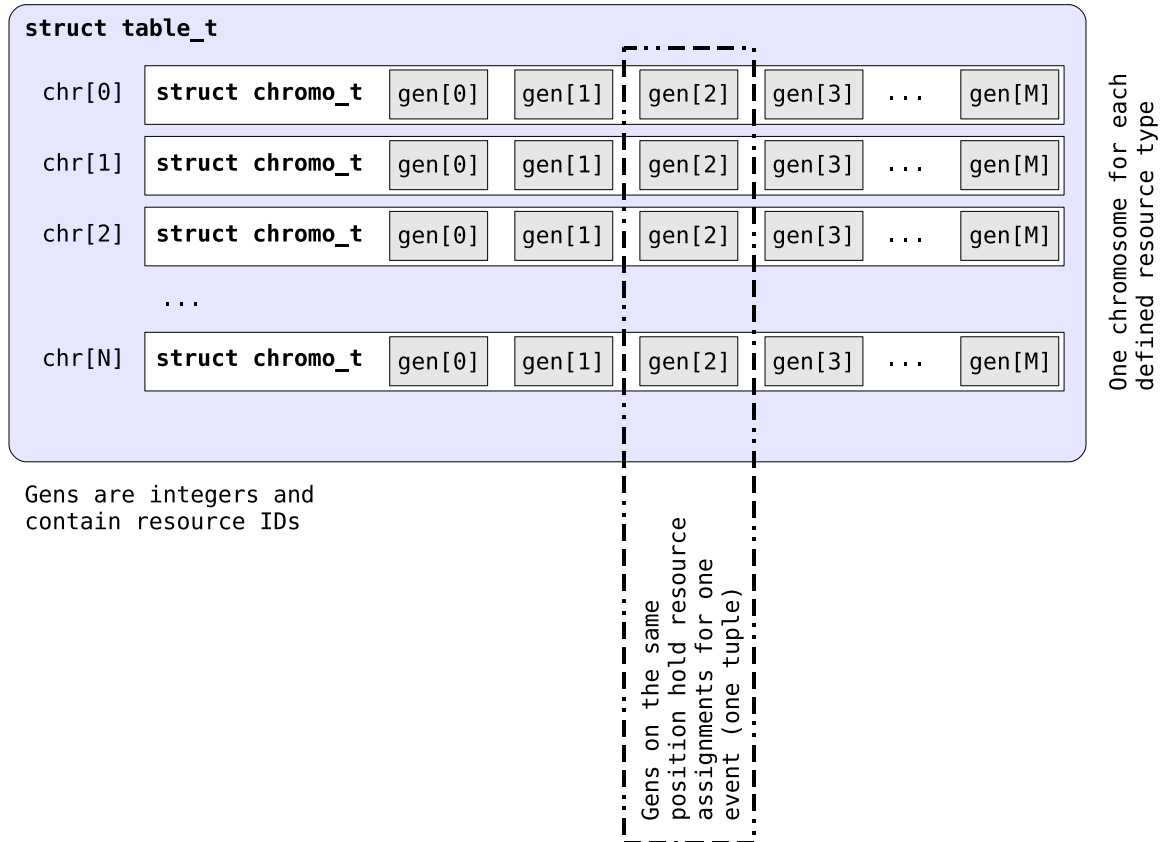 struct table_t
chr[0] struct chromo_t gen[0] gen[1] gen[2] gen[3] ... gen[M]
chr[1] struct chromo_t gen[0] gen[1] gen[2] gen[3] ... gen[M]
chr[2] struct chromo_t gen[0] gen[1] gen[2] gen[3] ... gen[M]
...
chr[N] struct chromo_t gen[0] gen[1] gen[2] gen[3] ... gen[M]
One chromosome for each
defined resource type
Gens are integers and
contain resource IDs
Gens on the same
position hold resource
assignments for one
event (one tuple)